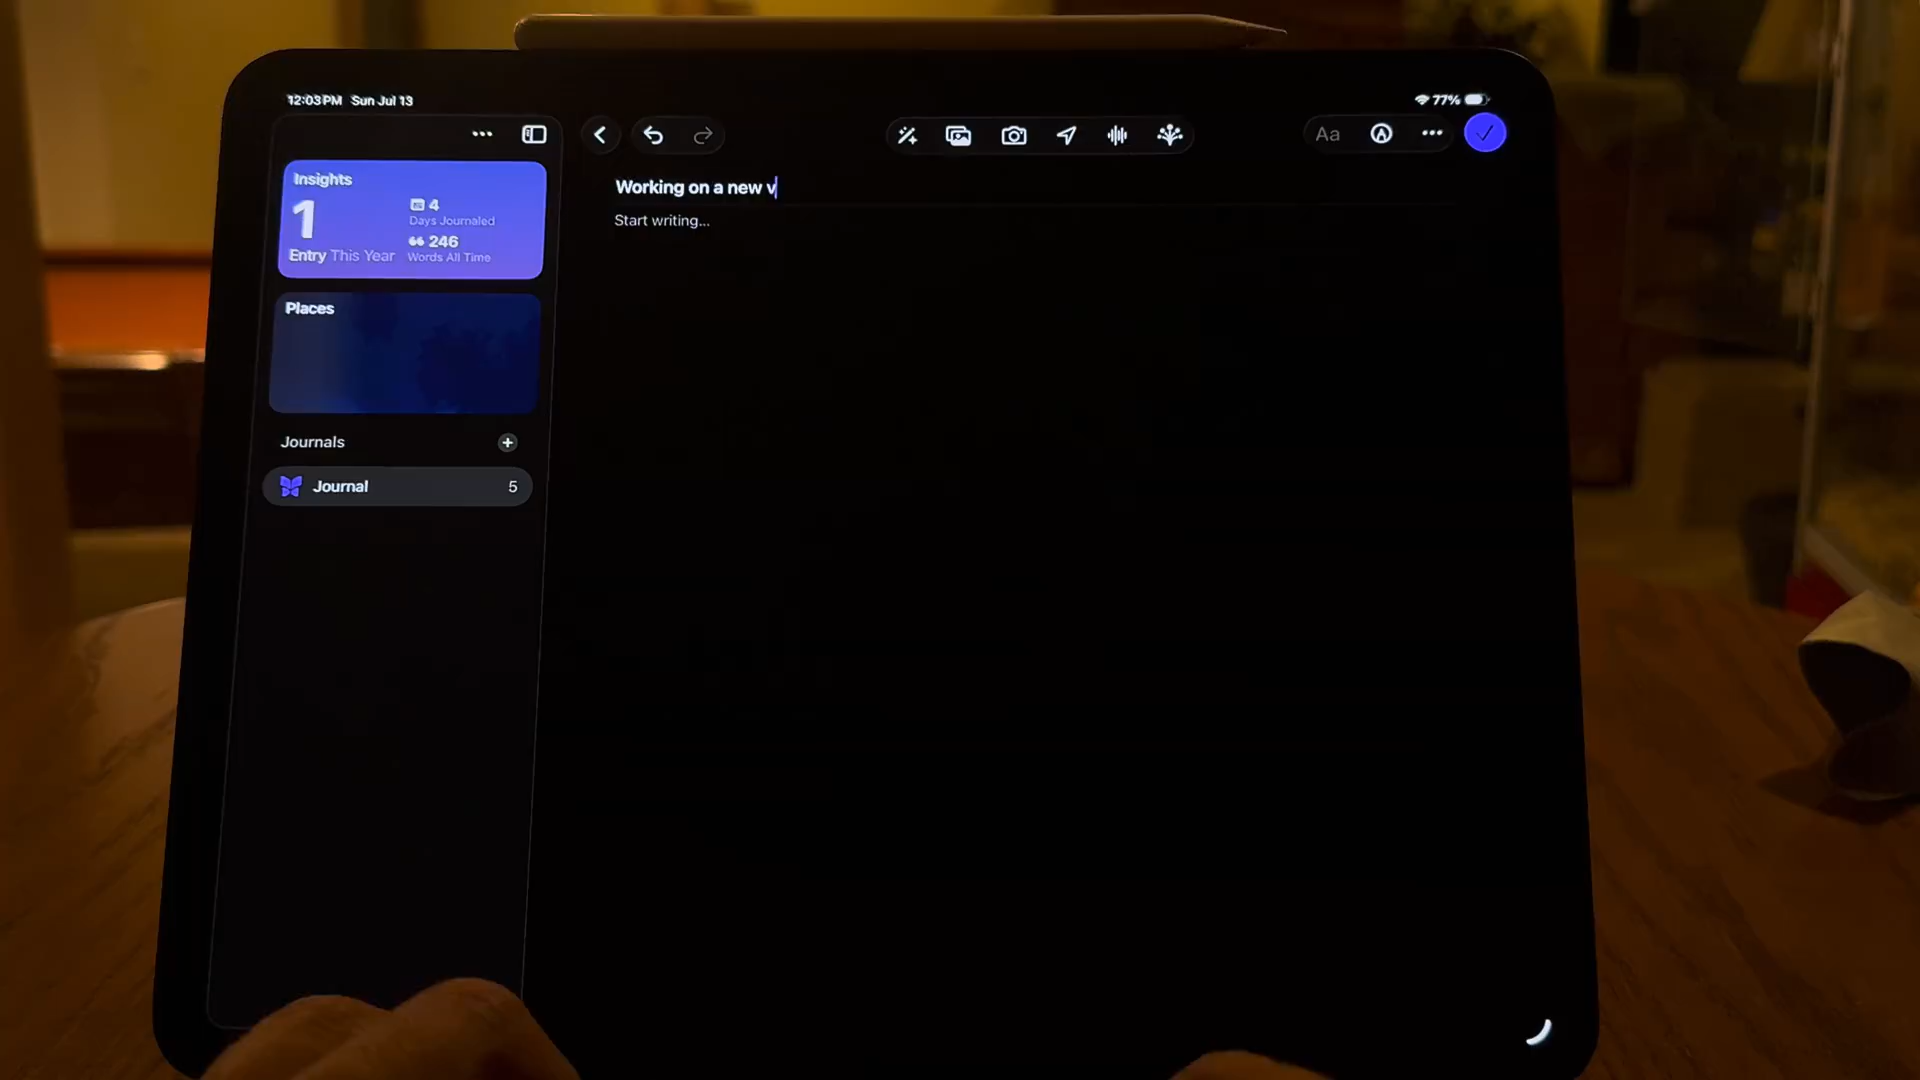 12:03 PM Sun Jul 13
77%
Aa
Insights
1
Entry This Year
4
Days Journaled
246
Words All Time
Places
Journals
Journal 5
Working on a new v
Start writing...